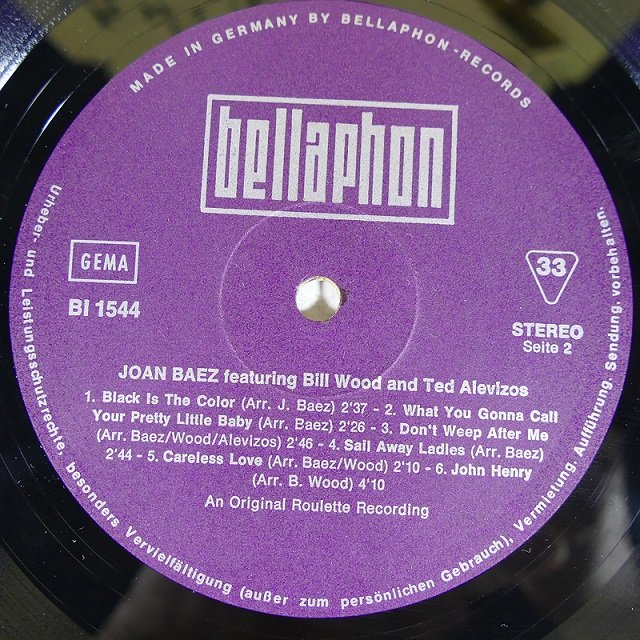 MADE IN GERMANY BY BELLAPHON-RECORDS
bellaphon
GEMA
BI 1544
33
STEREO
Seite 2
JOAN BAEZ featuring Bill Wood and Ted Alevizos
1. Black Is The Color (Arr. J. Baez) 2'37 - 2. What You Gonna Call
Your Pretty Little Baby (Arr. Baez) 2'26 - 3. Don't Weep After Me
(Arr. Baez/Wood/Alevizos) 2'46 - 4. Sail Away Ladies (Arr. Baez)
2'44 - 5. Careless Love (Arr. Baez/Wood) 2'10 - 6. John Henry
(Arr. B. Wood) 4'10
An Original Roulette Recording
Urheber- und Leistungsschutzrechte, besonders Vervielfältigung (außer zum persönlichen Gebrauch), Vermietung, Aufführung, Sendung, vorbehalten.